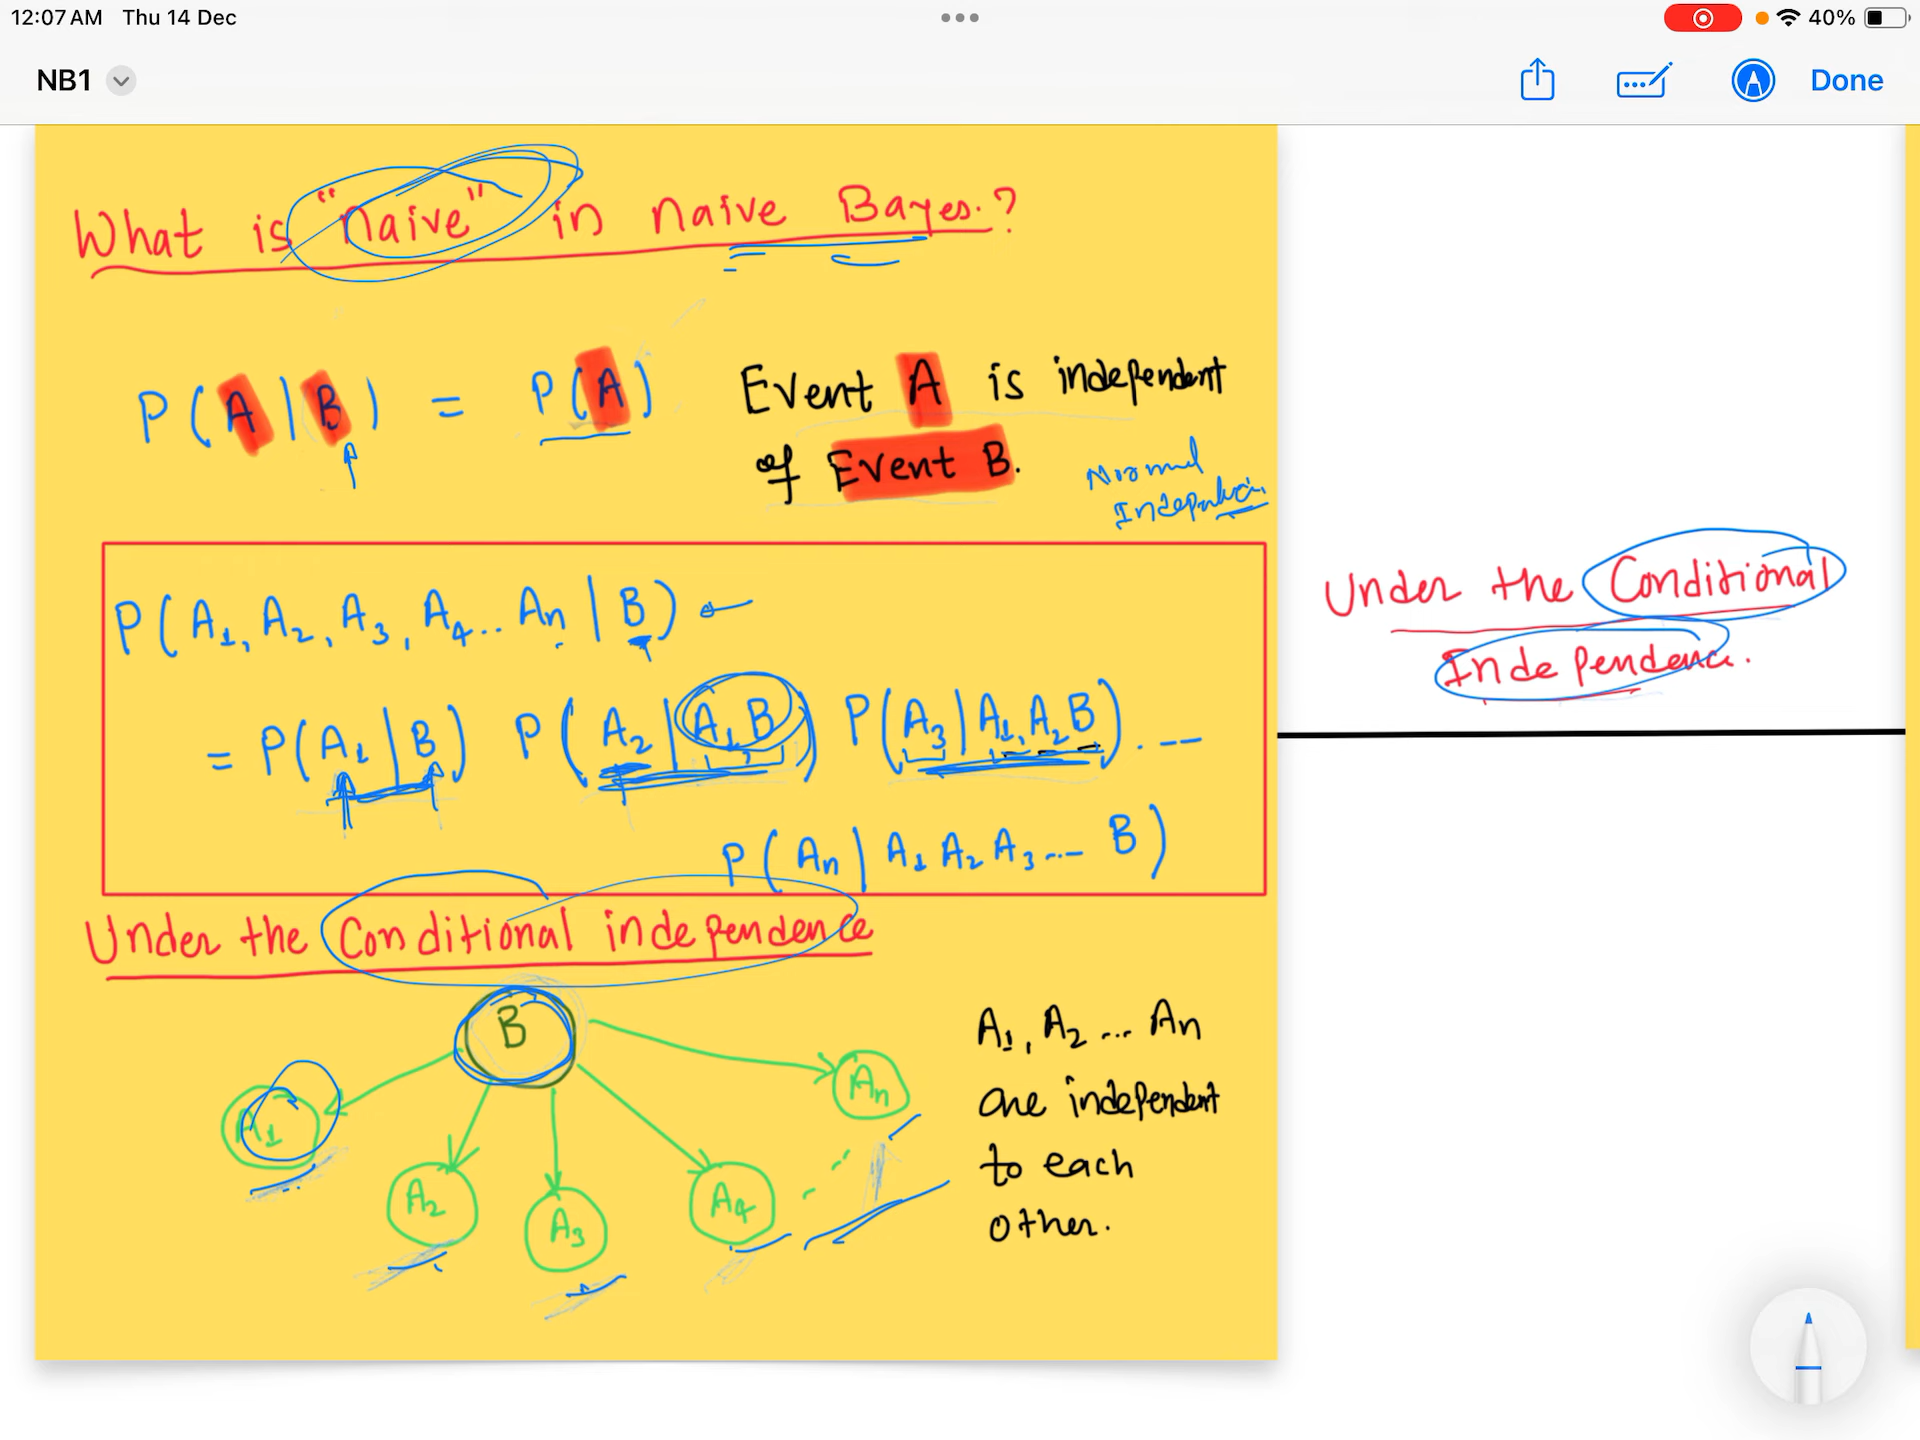 12:07 AM Thu 14 Dec
40%
NB1
Done
What is "naive" in naive Bayes.?
P(A|B) = P(A)
Event A is independent
of Event B.
Normal
P(A1, A2, A3, A4.. An | B)
= P(A1|B) P(A2|A1,B) P(A3|A1,A2B). --
P(An|A1 A2 A3 ... B)
Under the Conditional independence
B
A1
A2
A3
A4
An
A1, A2 ... An
are independent
to each
other.
Under the Conditional
Independence.